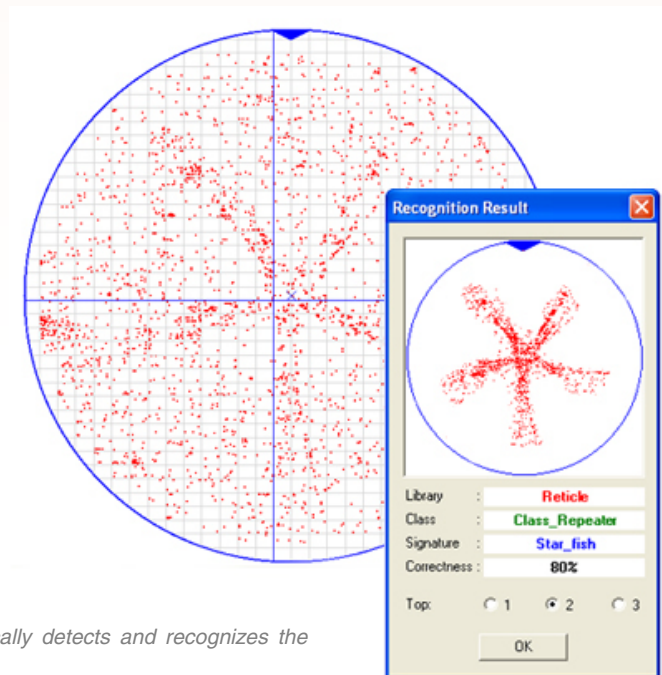 Recognition Result
Library : Reticle
Class : Class_Repeater
Signature : Star_fish
Correctness : 80%
Top: 1 2 3
OK
detects and recognizes the